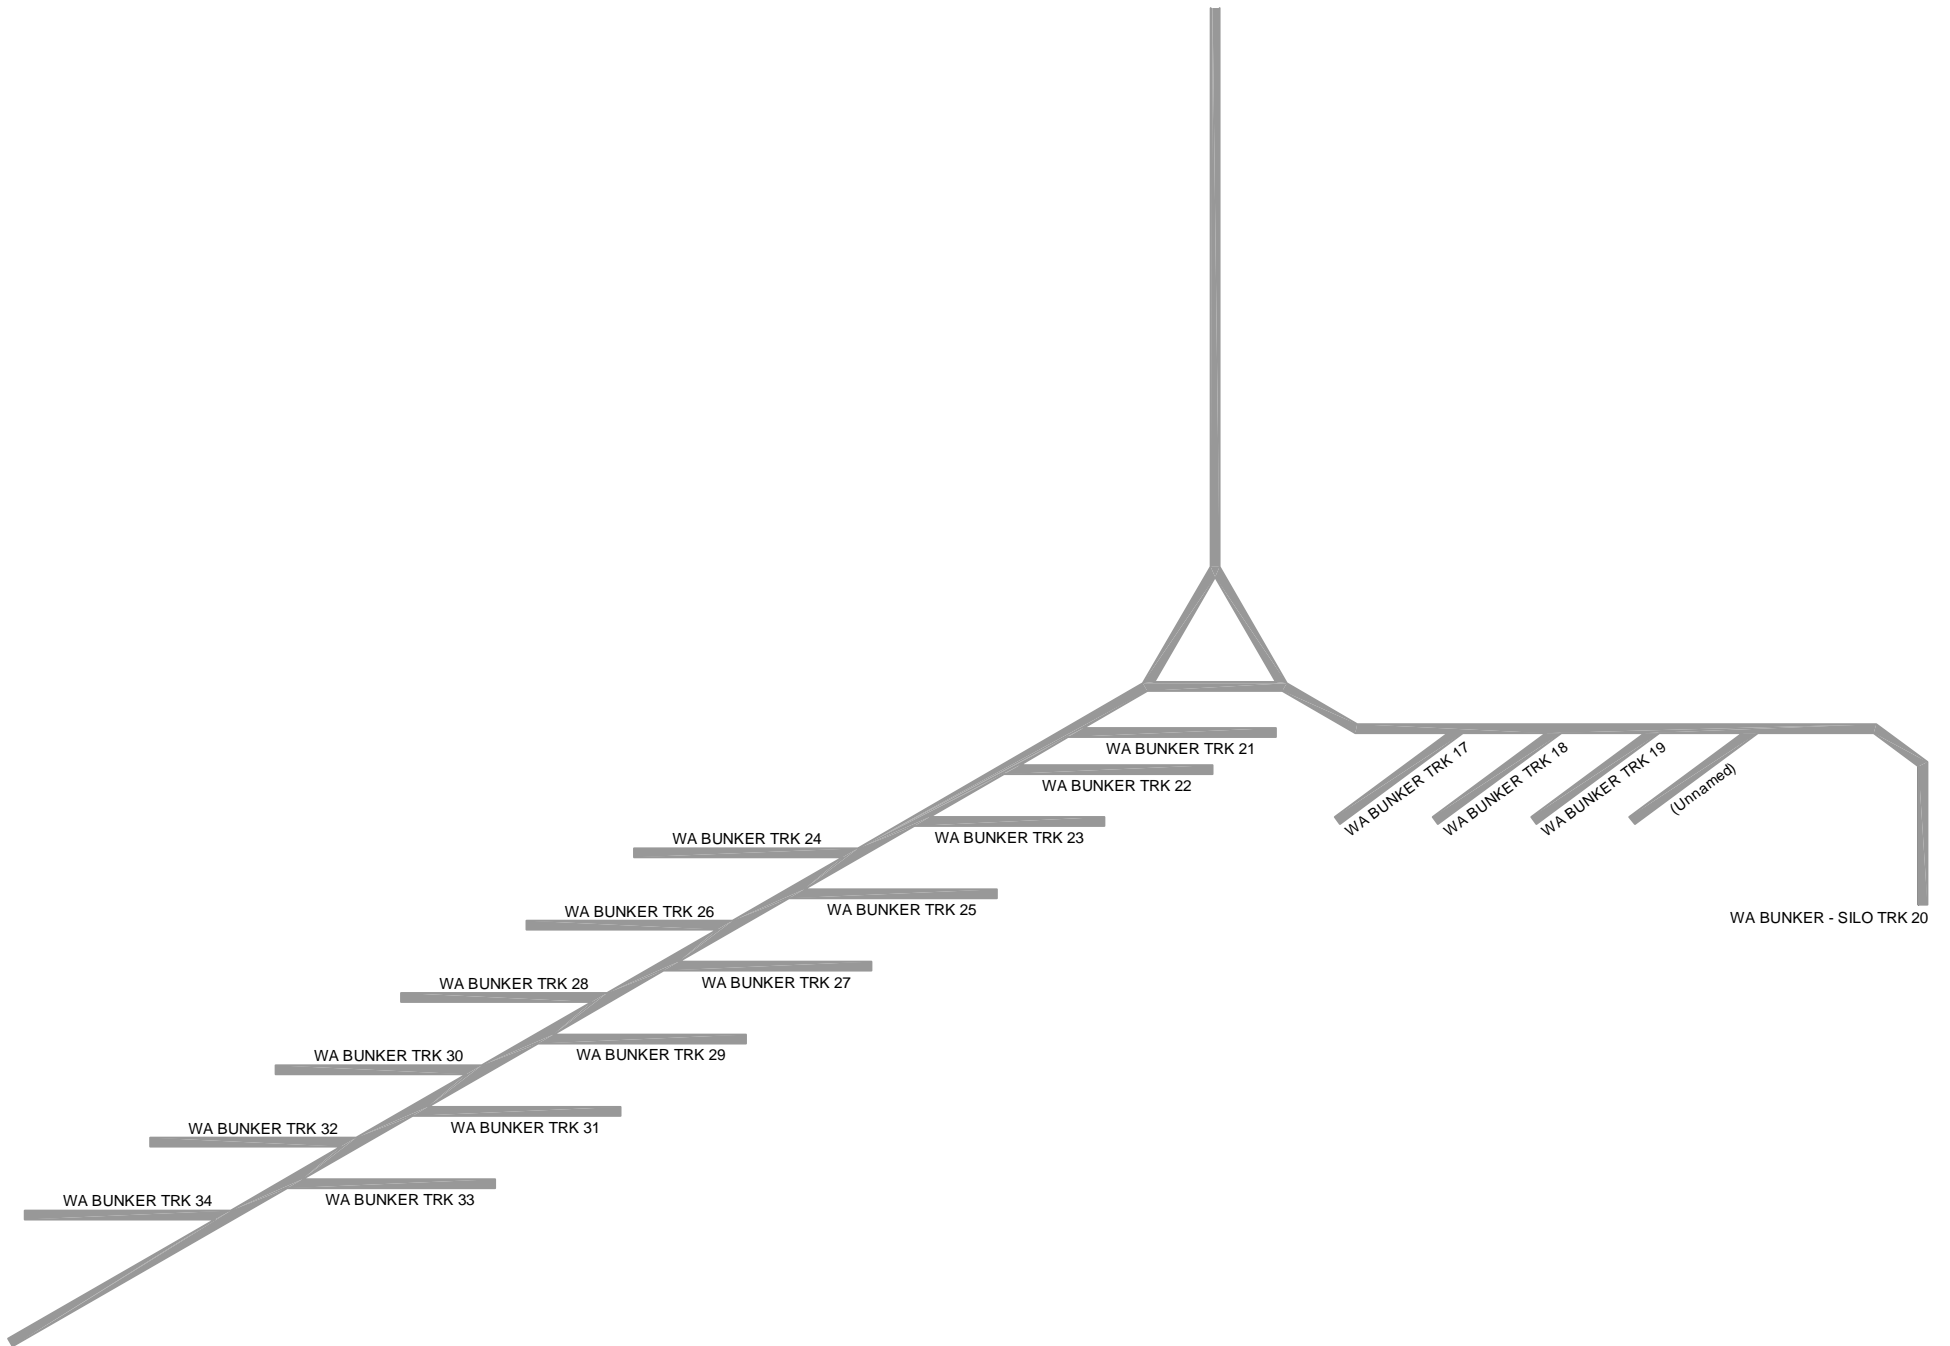 WA BUNKER TRK 21
WA BUNKER TRK 22
WA BUNKER TRK 23
WA BUNKER TRK 24
WA BUNKER TRK 25
WA BUNKER TRK 26
WA BUNKER TRK 27
WA BUNKER TRK 28
WA BUNKER TRK 29
WA BUNKER TRK 30
WA BUNKER TRK 31
WA BUNKER TRK 32
WA BUNKER TRK 33
WA BUNKER TRK 34
WA BUNKER TRK 17
WA BUNKER TRK 18
WA BUNKER TRK 19
(Unnamed)
WA BUNKER - SILO TRK 20